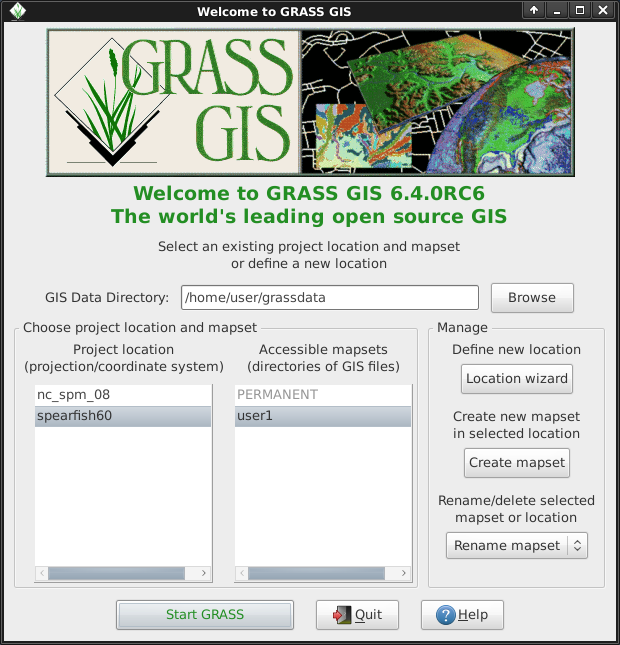 Welcome to GRASS GIS
GRASS
GIS
Welcome to GRASS GIS 6.4.0RC6
The world's leading open source GIS
Select an existing project location and mapset
or define a new location
GIS Data Directory:
/home/user/grassdata
Browse
Choose project location and mapset
Project location
(projection/coordinate system)
nc_spm_08
spearfish60
Accessible mapsets
(directories of GIS files)
PERMANENT
user1
Manage
Define new location
Location wizard
Create new mapset
in selected location
Create mapset
Rename/delete selected
mapset or location
Rename mapset
Start GRASS
Quit
Help